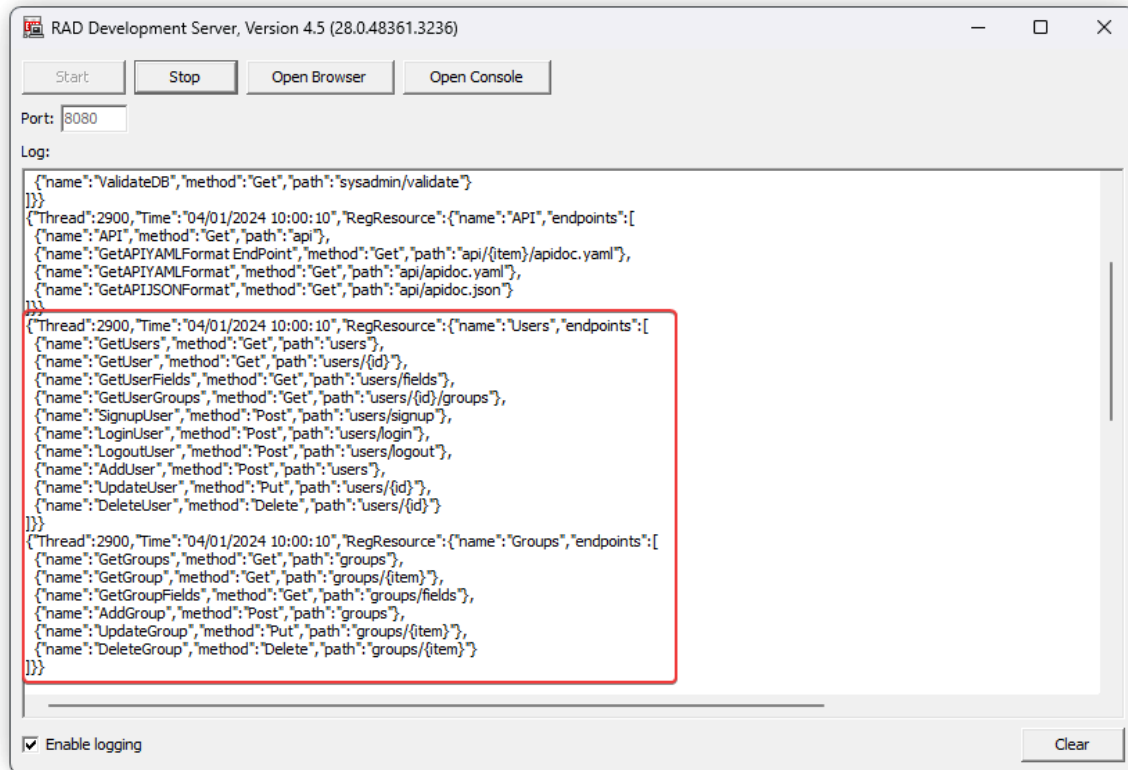 RAD Development Server, Version 4.5 (28.0.48361.3236)
Start Stop Open Browser Open Console
Port: 8080
Log:
{"name":"ValidateDB","method":"Get","path":"sysadmin/validate"}
]}}
{"Thread":2900,"Time":"04/01/2024 10:00:10","RegResource":{"name":"API","endpoints":[
{"name":"API","method":"Get","path":"api"},
{"name":"GetAPIYAMLFormat EndPoint","method":"Get","path":"api/{item}/apidoc.yaml"},
{"name":"GetAPIYAMLFormat","method":"Get","path":"api/apidoc.yaml"},
{"name":"GetAPIJSONFormat","method":"Get","path":"api/apidoc.json"}
]}}
{"Thread":2900,"Time":"04/01/2024 10:00:10","RegResource":{"name":"Users","endpoints":[
{"name":"GetUsers","method":"Get","path":"users"},
{"name":"GetUser","method":"Get","path":"users/{id}"},
{"name":"GetUserFields","method":"Get","path":"users/fields"},
{"name":"GetUserGroups","method":"Get","path":"users/{id}/groups"},
{"name":"SignupUser","method":"Post","path":"users/signup"},
{"name":"LoginUser","method":"Post","path":"users/login"},
{"name":"LogoutUser","method":"Post","path":"users/logout"},
{"name":"AddUser","method":"Post","path":"users"},
{"name":"UpdateUser","method":"Put","path":"users/{id}"},
{"name":"DeleteUser","method":"Delete","path":"users/{id}"}
]}}
{"Thread":2900,"Time":"04/01/2024 10:00:10","RegResource":{"name":"Groups","endpoints":[
{"name":"GetGroups","method":"Get","path":"groups"},
{"name":"GetGroup","method":"Get","path":"groups/{item}"},
{"name":"GetGroupFields","method":"Get","path":"groups/fields"},
{"name":"AddGroup","method":"Post","path":"groups"},
{"name":"UpdateGroup","method":"Put","path":"groups/{item}"},
{"name":"DeleteGroup","method":"Delete","path":"groups/{item}"}
]}}
Enable logging
Clear